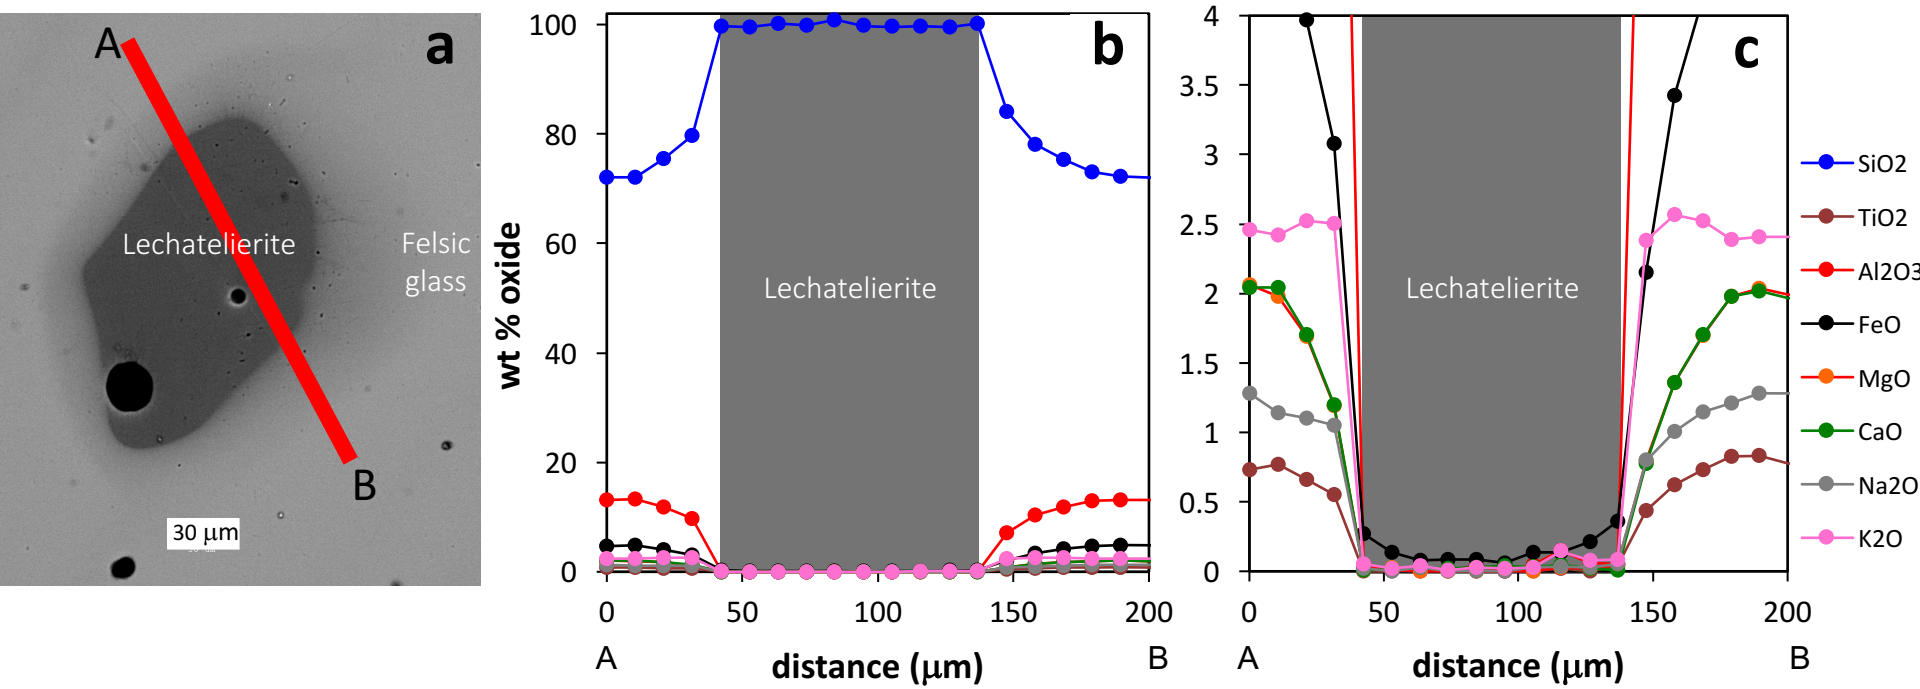 A
a
Lechatelierite
Felsic
glass
B
30 μm
b
wt % oxide
100
80
60
40
20
0
Lechatelierite
0
50
100
150
200
A
distance (μm)
B
c
4
3.5
3
2.5
2
1.5
1
0.5
0
Lechatelierite
0
50
100
150
200
A
distance (μm)
B
SiO2
TiO2
Al2O3
FeO
MgO
CaO
Na2O
K2O